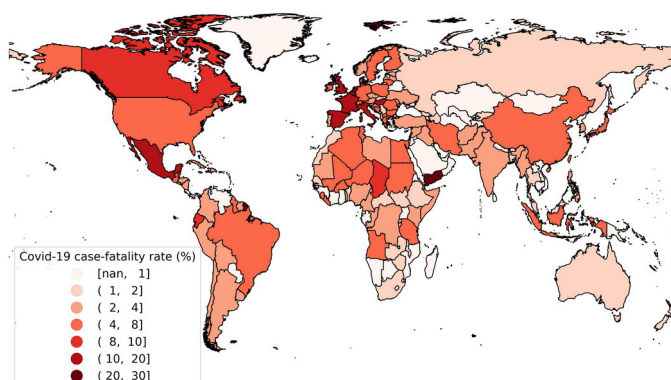 Covid-19 case-fatality rate (%)
[nan, 1]
( 1, 2]
( 2, 4]
( 4, 8]
( 8, 10]
( 10, 20]
( 20, 30]